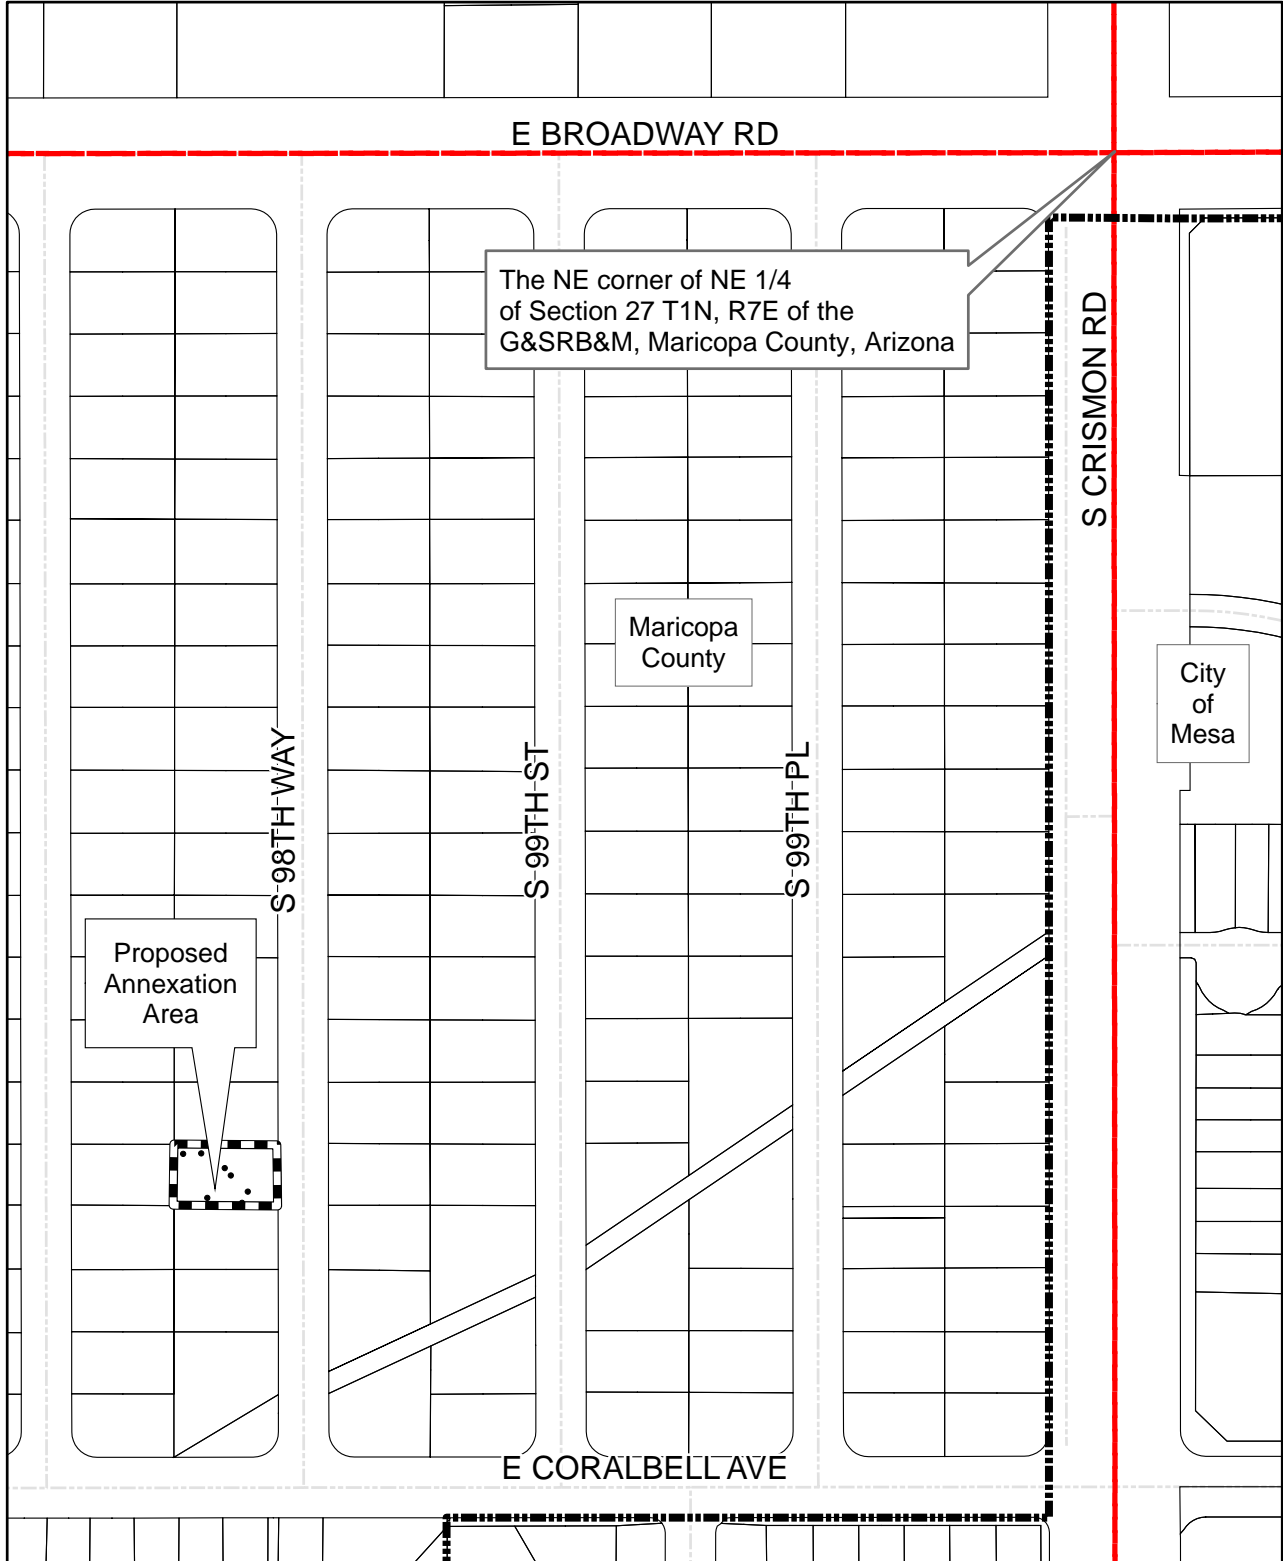 E BROADWAY RD
The NE corner of NE 1/4
of Section 27 T1N, R7E of the
G&SRB&M, Maricopa County, Arizona
S CRISMON RD
Maricopa
County
City
of
Mesa
S 98TH WAY
S 99TH ST
S 99TH PL
Proposed
Annexation
Area
E CORALBELL AVE